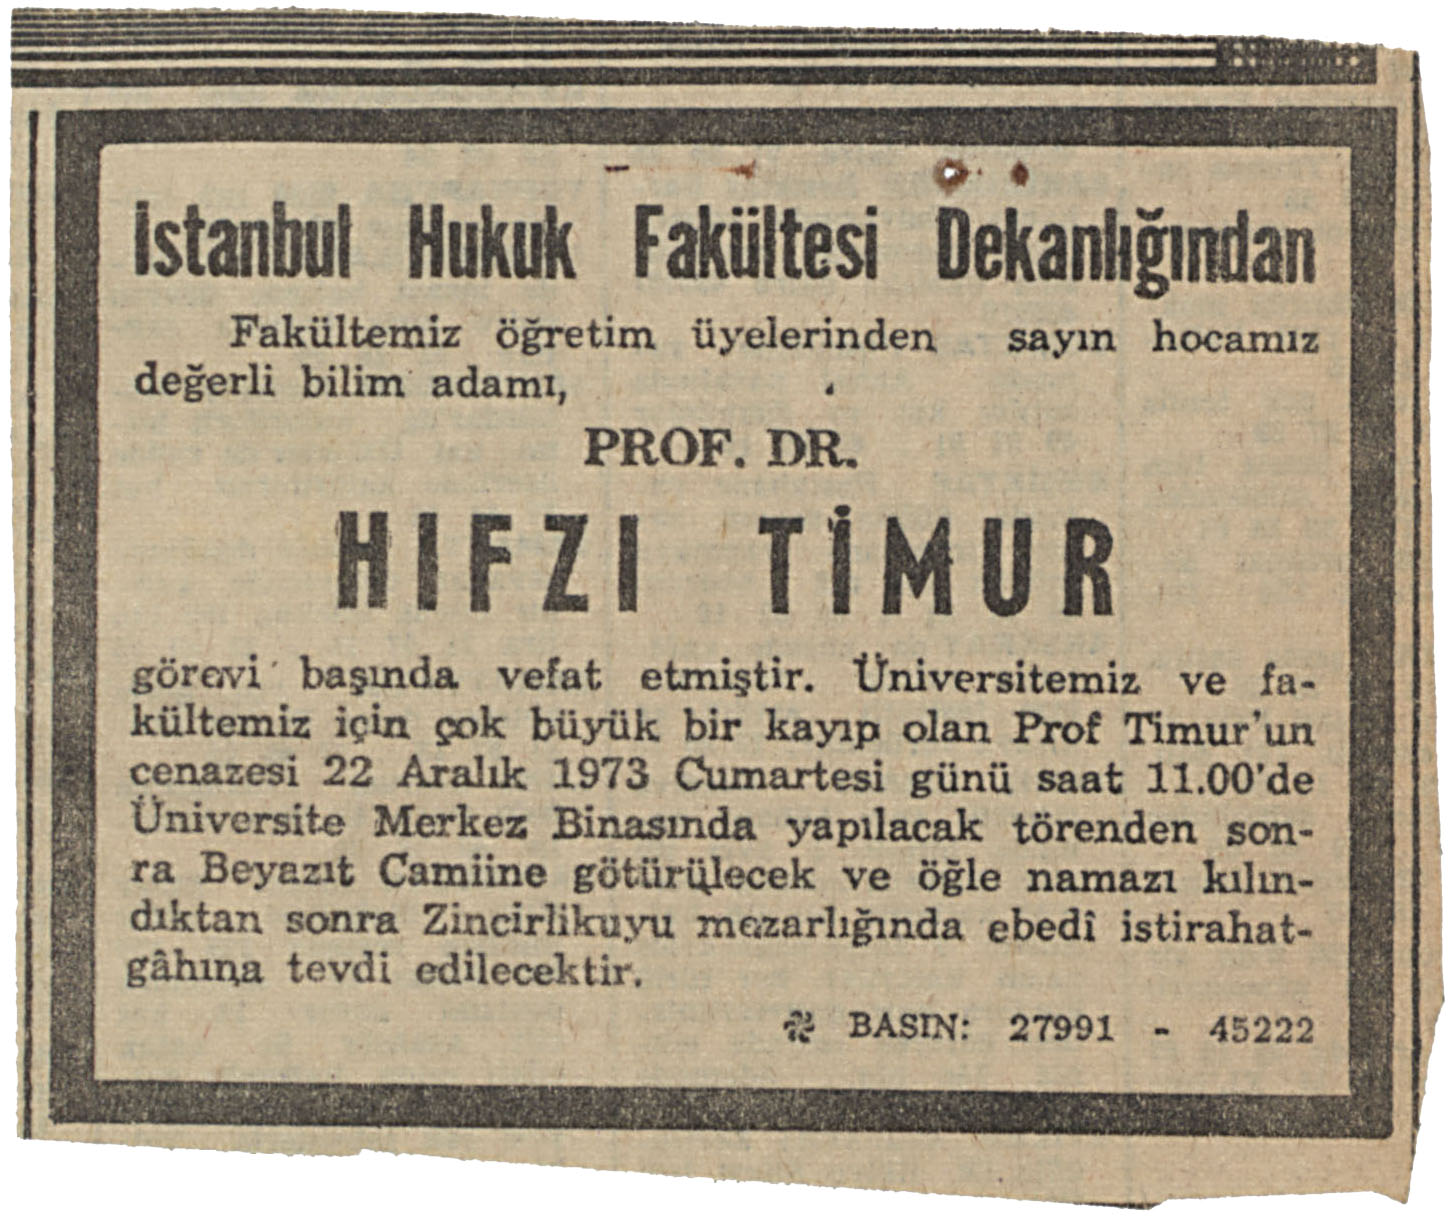 İstanbul Hukuk Fakültesi Dekanlığından
Fakültemiz öğretim üyelerinden sayın hocamız
değerli bilim adamı,
PROF. DR.
HIFZI TİMUR
görevi başında vefat etmiştir. Üniversitemiz ve fa-
kültemiz için çok büyük bir kayıp olan Prof Timur'un
cenazesi 22 Aralık 1973 Cumartesi günü saat 11.00'de
Üniversite Merkez Binasında yapılacak törenden son-
ra Beyazıt Camiine götürülecek ve öğle namazı kılın-
dıktan sonra Zincirlikuyu mezarlığında ebedî istirahat-
gâhına tevdi edilecektir.
BASIN: 27991 - 45222